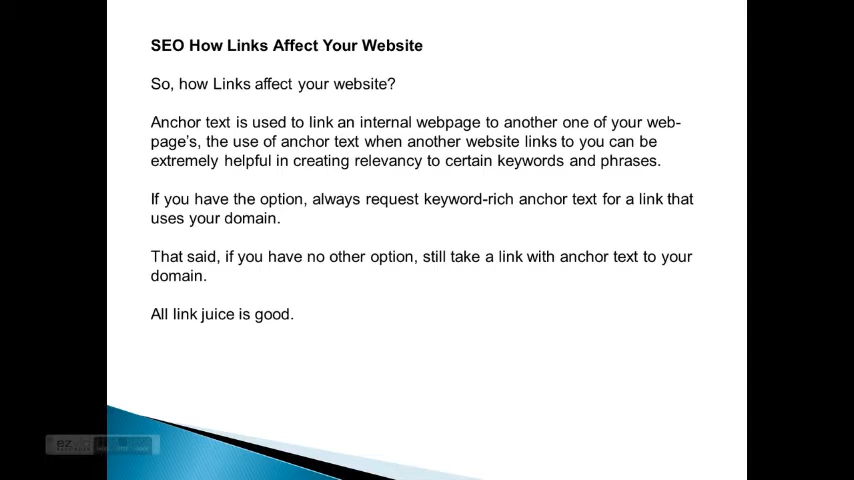 SEO How Links Affect Your Website
So, how Links affect your website?
Anchor text is used to link an internal webpage to another one of your web-
page's, the use of anchor text when another website links to you can be
extremely helpful in creating relevancy to certain keywords and phrases.
If you have the option, always request keyword-rich anchor text for a link that
uses your domain.
That said, if you have no other option, still take a link with anchor text to your
domain.
All link juice is good.
ezvid